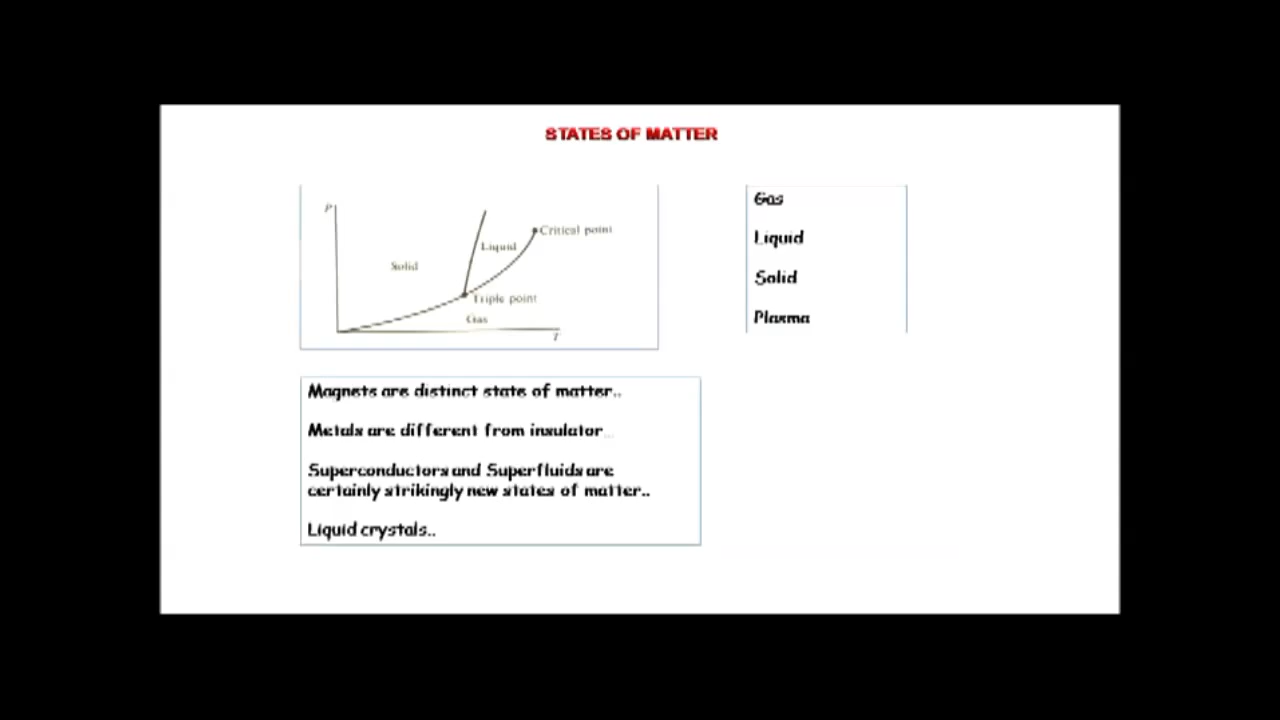 STATES OF MATTER
P
Solid
Liquid
Critical point
Triple point
Gas
T
Gas
Liquid
Solid
Plasma
Magnets are distinct state of matter..
Metals are different from insulator...
Superconductors and Superfluids are
certainly strikingly new states of matter..
Liquid crystals..